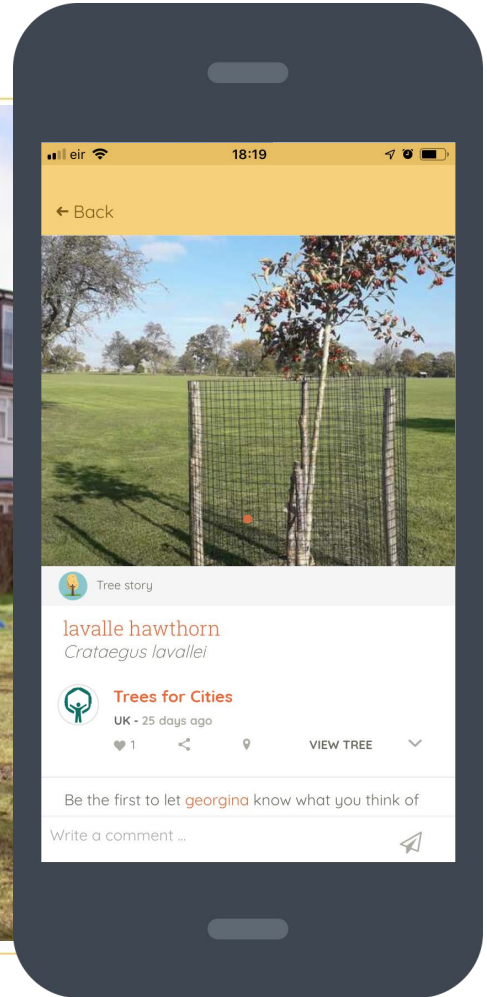 eir 18:19
← Back
Tree story
lavalle hawthorn
Crataegus lavallei
Trees for Cities
UK - 25 days ago
1 VIEW TREE
Be the first to let georgina know what you think of
Write a comment ...